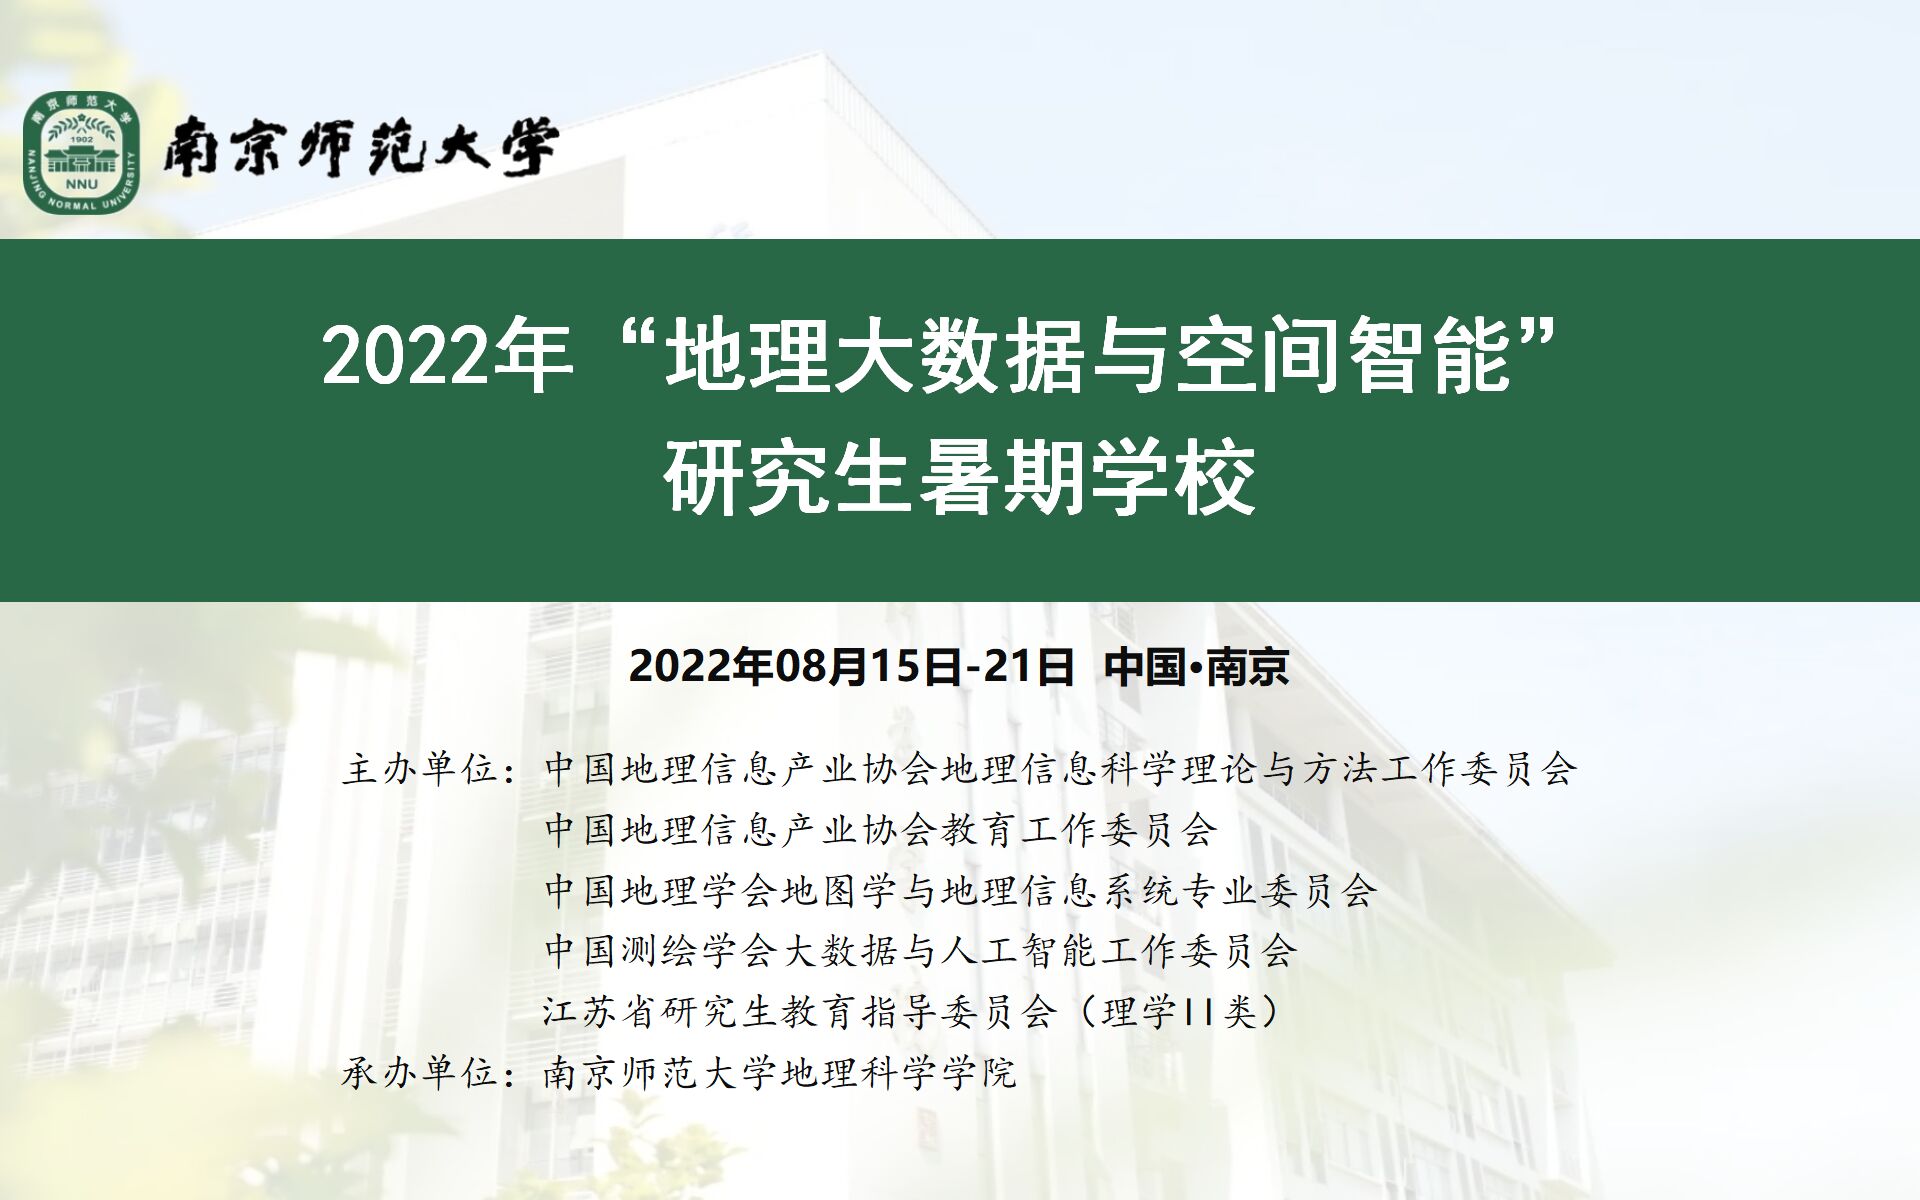 南京师范大学
1902
NNU
NANJING NORMAL UNIVERSITY
南京师范大学
2022年“地理大数据与空间智能”
研究生暑期学校
2022年08月15日-21日 中国·南京
主办单位：中国地理信息产业协会地理信息科学理论与方法工作委员会
中国地理信息产业协会教育工作委员会
中国地理学会地图学与地理信息系统专业委员会
中国测绘学会大数据与人工智能工作委员会
江苏省研究生教育指导委员会（理学II类）
承办单位：南京师范大学地理科学学院